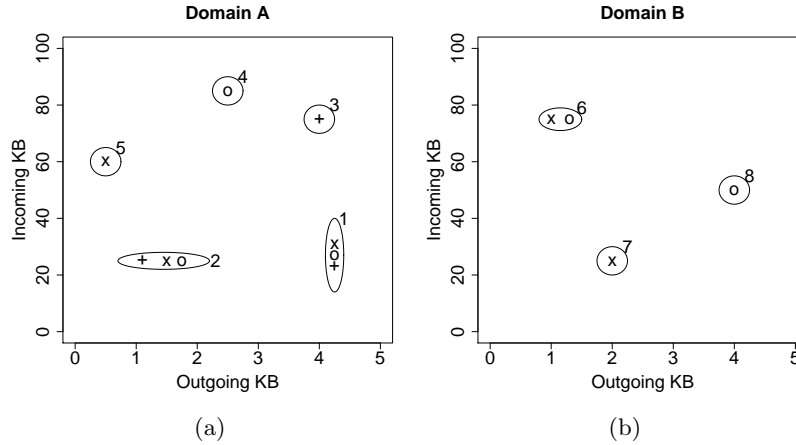 Domain A
Domain B
Incoming KB
100
80
60
40
20
0
0 1 2 3 4 5
Outgoing KB
4
o
3
+
5
x
1
x
o
+
2
+ x o
Incoming KB
100
80
60
40
20
0
0 1 2 3 4 5
Outgoing KB
6
x o
8
o
7
x
(a)
(b)